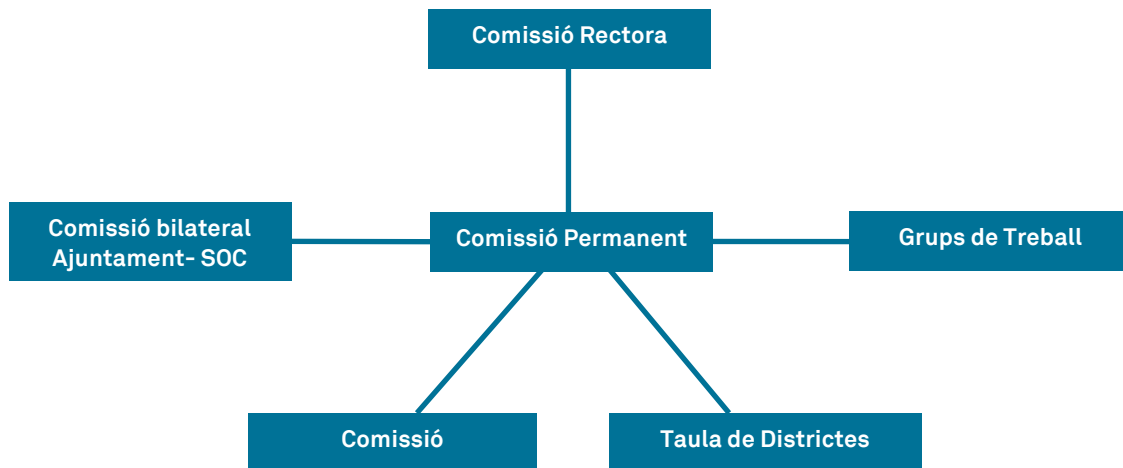 Comissió Rectora
Comissió bilateral
Ajuntament- SOC
Comissió Permanent
Grups de Treball
Comissió
Taula de Districtes